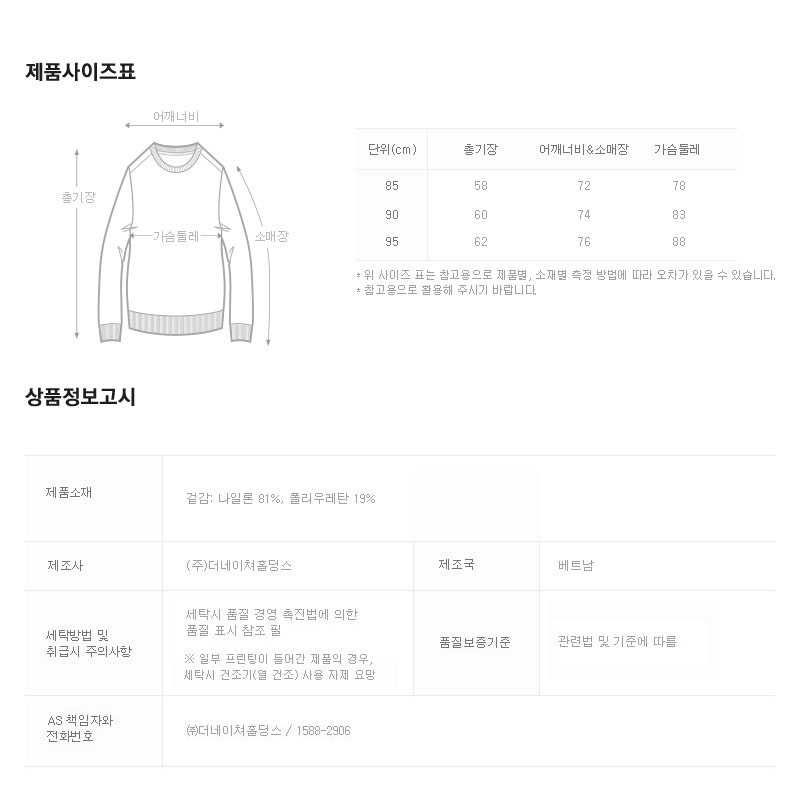 제품사이즈표
어깨너비
총기장
가슴둘레
소매장
단위(cm) 총기장 어깨너비&소매장 가슴둘레
85 58 72 78
90 60 74 83
95 62 76 88
* 위 사이즈 표는 참고용으로 제품별, 소재별 측정 방법에 따라 오차가 있을 수 있습니다.
* 참고용으로 활용해 주시기 바랍니다.
상품정보고시
제품소재 겉감: 나일론 81%, 폴리우레탄 19%
제조사 (주)더네이쳐홀딩스 제조국 베트남
세탁방법 및
취급시 주의사항
세탁시 품질 경영 촉진법에 의한
품질 표시 참조 필
※ 일부 프린팅이 들어간 제품의 경우,
세탁시 건조기(열 건조) 사용 자제 요망
품질보증기준 관련법 및 기준에 따름
AS 책임자와
전화번호
㈜더네이쳐홀딩스 / 1588-2906